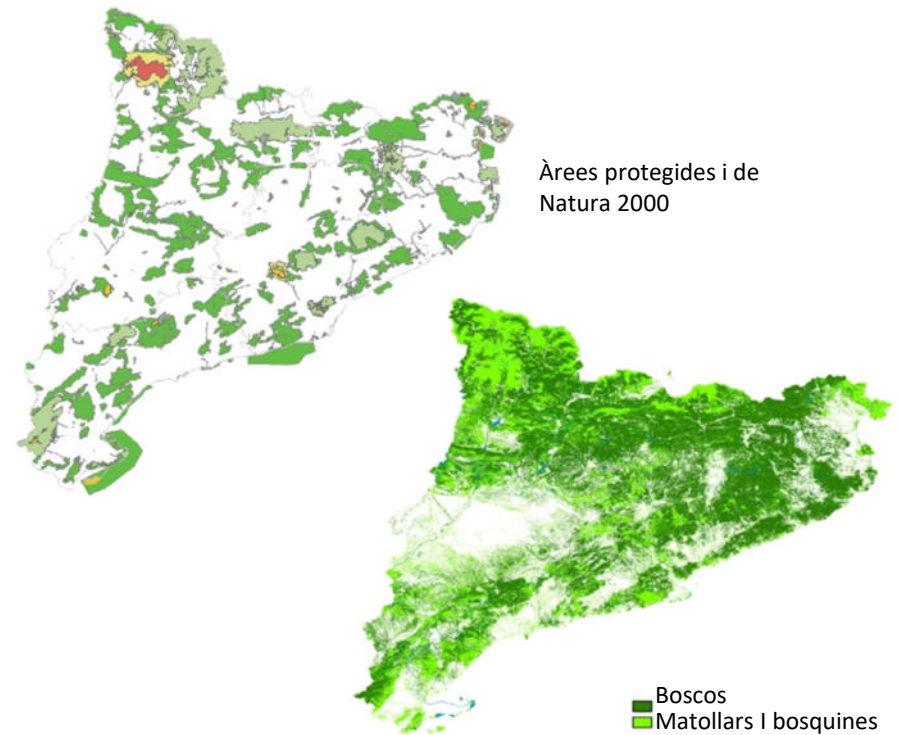 Àrees protegides i de
Natura 2000
Boscos
Matollars I bosquines